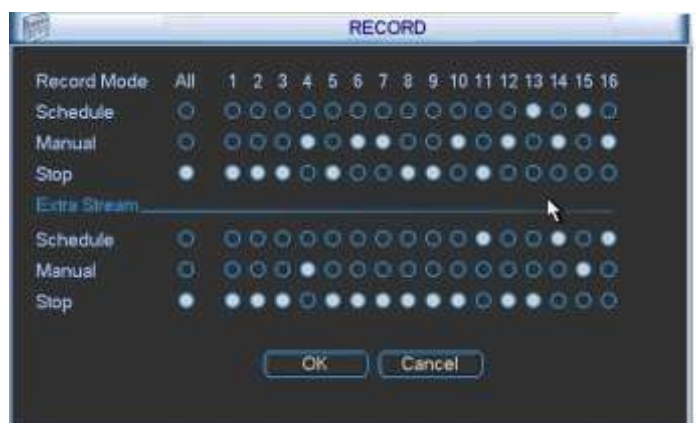 RECORD
Record Mode All 1 2 3 4 5 6 7 8 9 10 11 12 13 14 15 16
Schedule
Manual
Stop
Extra Stream
Schedule
Manual
Stop
OK Cancel